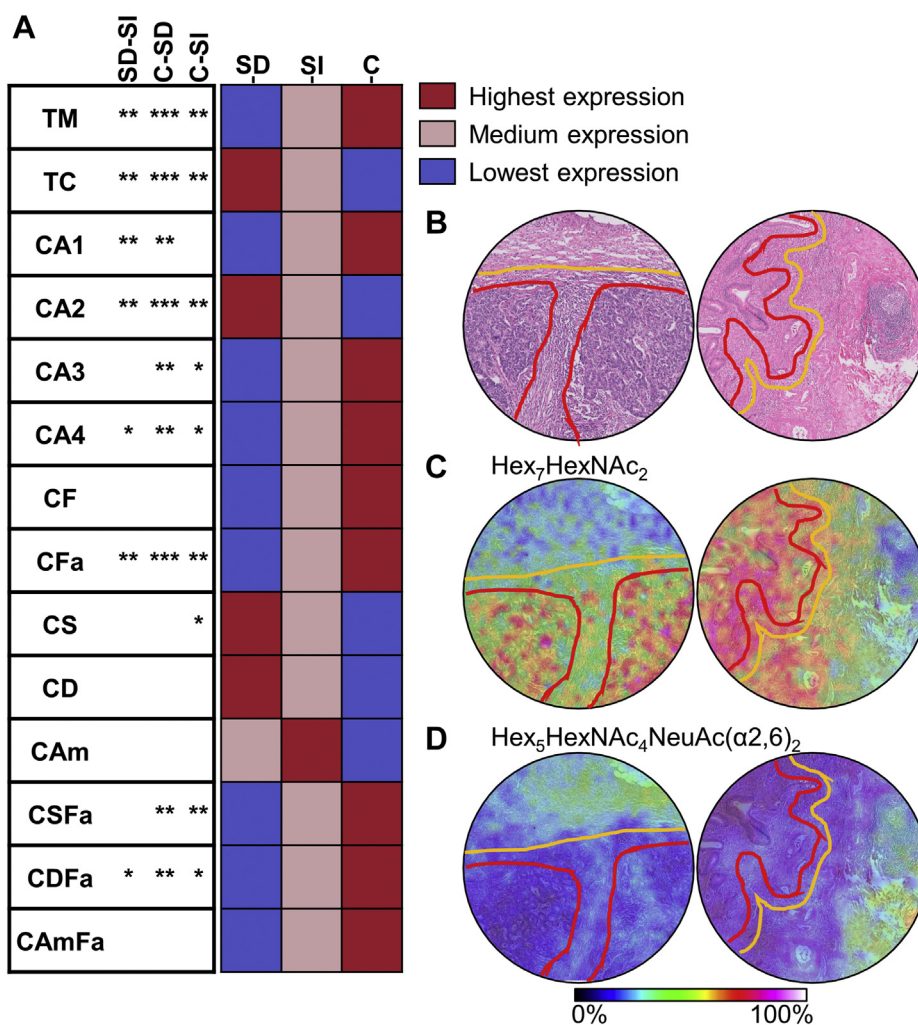 A
SD-SI C-SD C-SI
SD SI C
TM ** *** **
TC ** *** **
CA1 ** **
CA2 ** *** **
CA3 ** *
CA4 * ** *
CF
CFa ** *** **
CS *
CD
CAm
CSFa ** **
CDFa * ** *
CAmFa
Highest expression
Medium expression
Lowest expression
B
C
Hex₇HexNAc₂
D
Hex₅HexNAc₄NeuAc(α2,6)₂
0% 100%